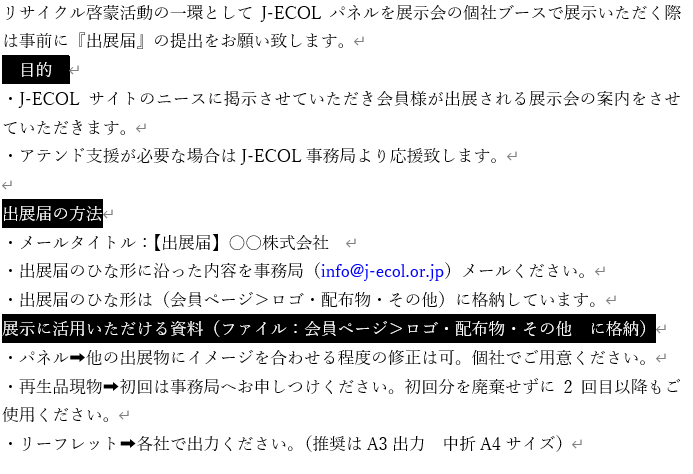 リサイクル啓蒙活動の一環として J-ECOL パネルを展示会の個社ブースで展示いただく際
は事前に『出展届』の提出をお願い致します。↵
目的↵
・J-ECOL サイトのニースに掲示させていただき会員様が出展される展示会の案内をさせ
ていただきます。↵
・アテンド支援が必要な場合は J-ECOL 事務局より応援致します。↵
↵
出展届の方法↵
・メールタイトル：【出展届】〇〇株式会社　↵
・出展届のひな形に沿った内容を事務局（info@j-ecol.or.jp）メールください。↵
・出展届のひな形は（会員ページ＞ロゴ・配布物・その他）に格納しています。↵
展示に活用いただける資料（ファイル：会員ページ＞ロゴ・配布物・その他　に格納）↵
・パネル➡他の出展物にイメージを合わせる程度の修正は可。個社でご用意ください。↵
・再生品現物➡初回は事務局へお申しつけください。初回分を廃棄せずに 2 回目以降もご
使用ください。↵
・リーフレット➡各社で出力ください。（推奨は A3 出力　中折 A4 サイズ）↵